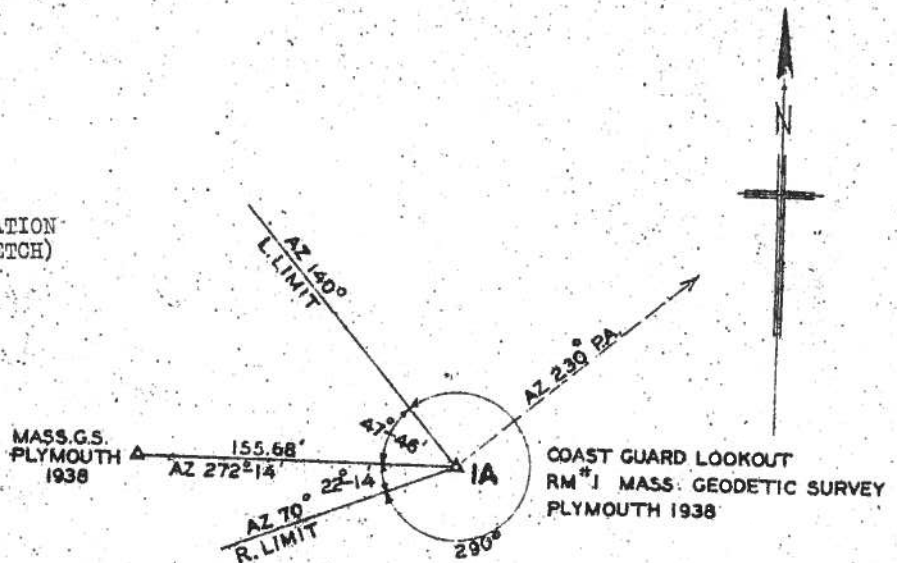 N
ATION
ETCH)
AZ 140°
L. LIMIT
AZ 230° P.A.
47°-46'
MASS. G.S.
PLYMOUTH
1938
155.68'
AZ 272°-14'
22°-14'
1A
COAST GUARD LOOKOUT
RM #1 MASS. GEODETIC SURVEY
PLYMOUTH 1938
AZ 70°
R. LIMIT
290°